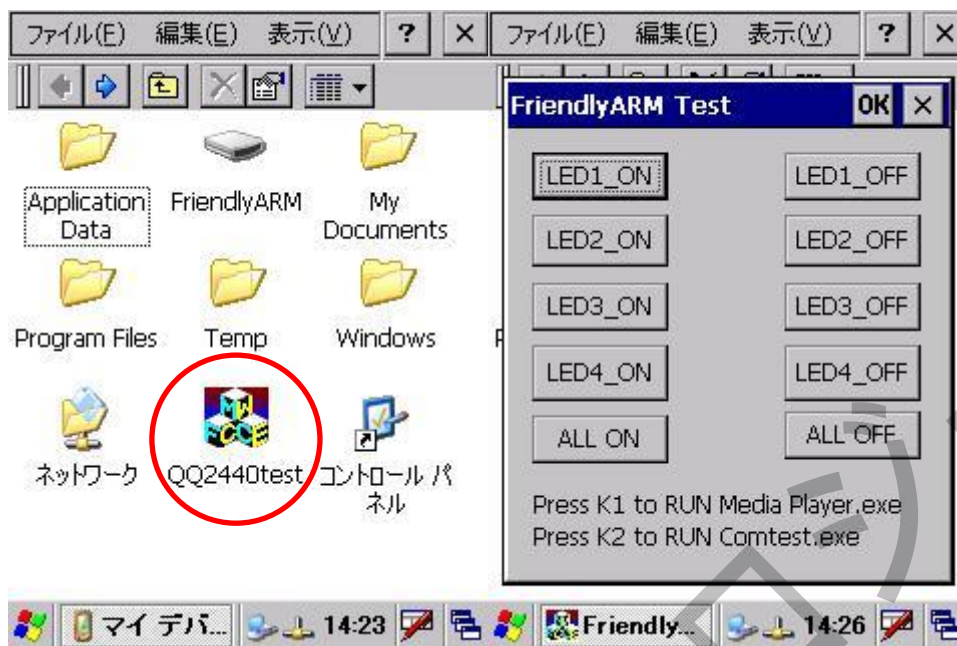 ファイル(E) 編集(E) 表示(V) ? ×
Application Data
FriendlyARM
My Documents
Program Files
Temp
Windows
ネットワーク
QQ2440test
コントロール パネル
マイ デバ... 14:23
ファイル(E) 編集(E) 表示(V) ? ×
FriendlyARM Test OK ×
LED1_ON LED1_OFF
LED2_ON LED2_OFF
LED3_ON LED3_OFF
LED4_ON LED4_OFF
ALL ON ALL OFF
Press K1 to RUN Media Player.exe
Press K2 to RUN Comtest.exe
Friendly... 14:26